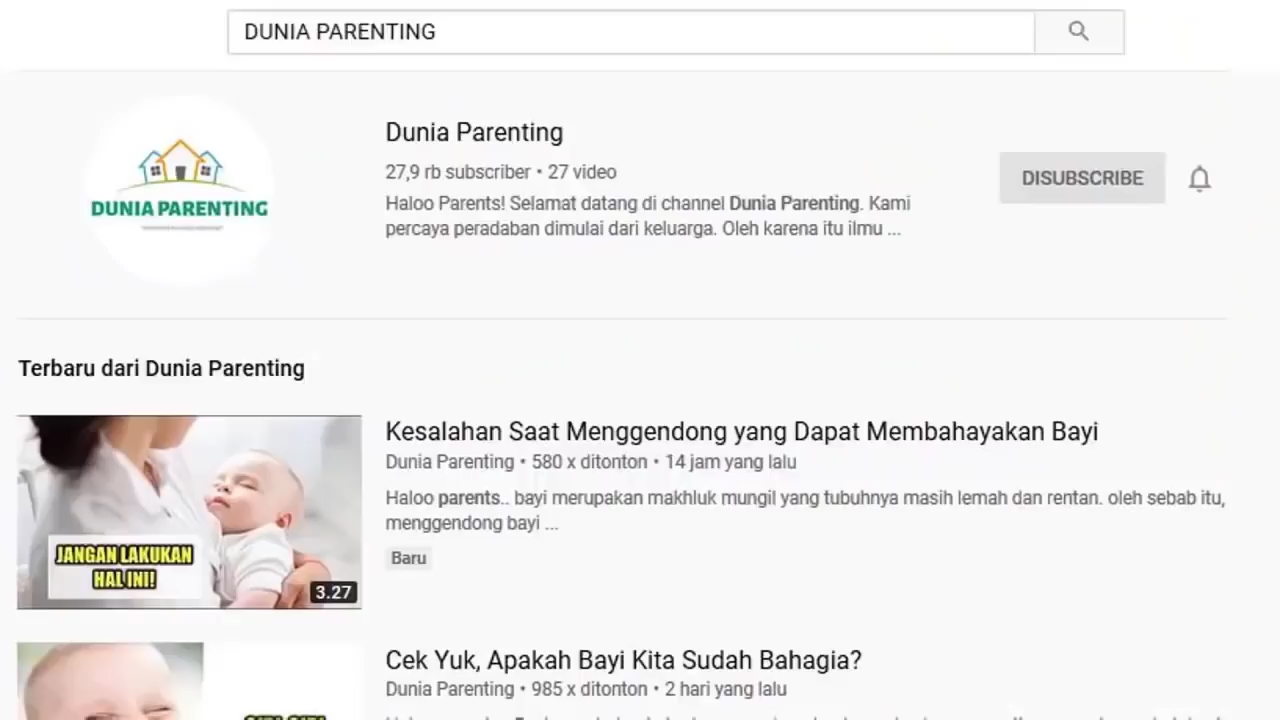 DUNIA PARENTING
Dunia Parenting
27,9 rb subscriber • 27 video
DISUBSCRIBE
Haloo Parents! Selamat datang di channel Dunia Parenting. Kami
percaya peradaban dimulai dari keluarga. Oleh karena itu ilmu ...
DUNIA PARENTING
Terbaru dari Dunia Parenting
Kesalahan Saat Menggendong yang Dapat Membahayakan Bayi
Dunia Parenting • 580 x ditonton • 14 jam yang lalu
Haloo parents.. bayi merupakan makhluk mungil yang tubuhnya masih lemah dan rentan. oleh sebab itu,
menggendong bayi ...
Baru
JANGAN LAKUKAN
HAL INI!
3.27
Cek Yuk, Apakah Bayi Kita Sudah Bahagia?
Dunia Parenting • 985 x ditonton • 2 hari yang lalu